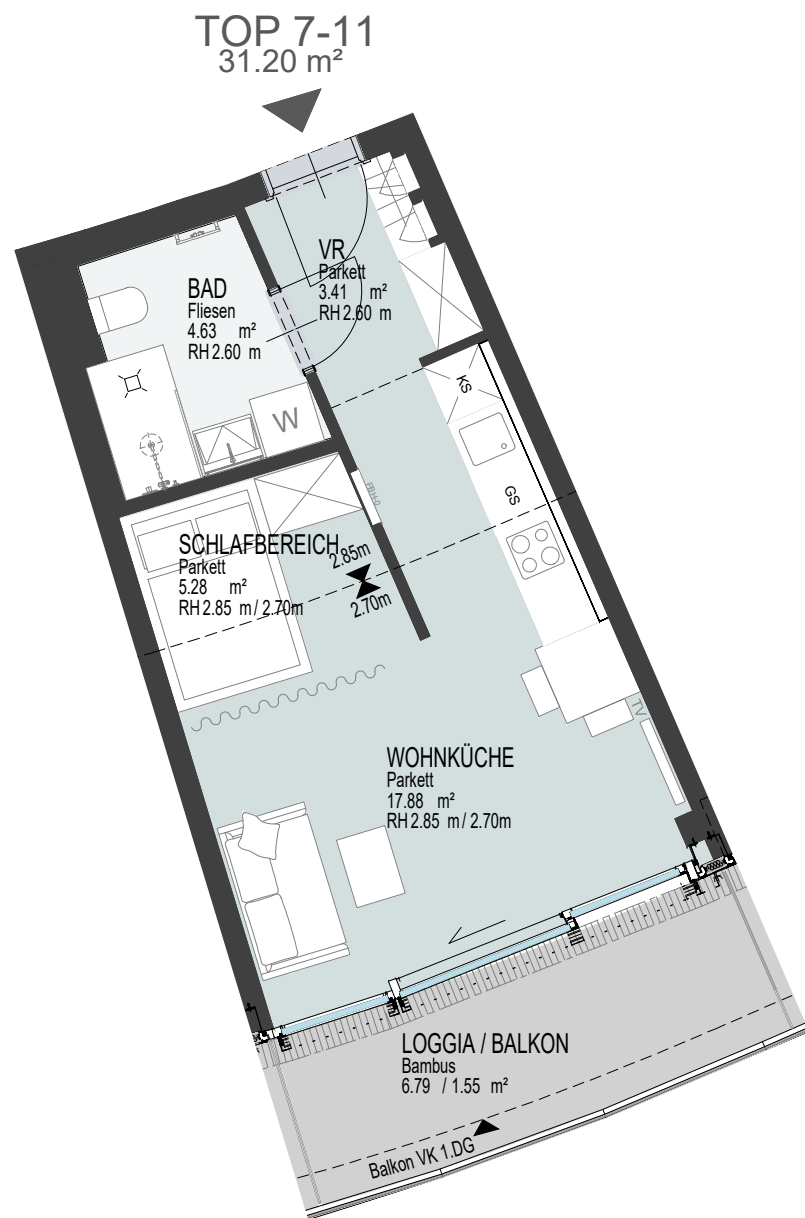 TOP 7-11
31.20 m²
VR
Parkett
3.41 m²
RH 2.60 m
BAD
Fliesen
4.63 m²
RH 2.60 m
KS
W
GS
FBH-0
SCHLAFBEREICH
Parkett
5.28 m²
RH 2.85 m / 2.70m
2.85m
2.70m
TV
WOHNKÜCHE
Parkett
17.88 m²
RH 2.85 m / 2.70m
LOGGIA / BALKON
Bambus
6.79 / 1.55 m²
Balkon VK 1.DG